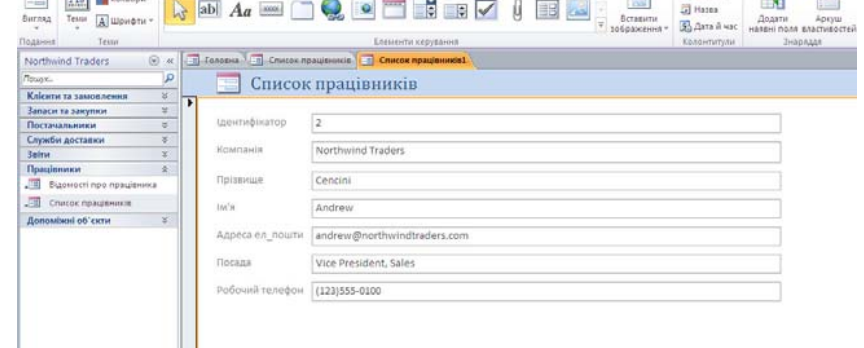 Вигляд Теми Шрифти Aa Вставити зображення Назва Дата й час Додати наявні поля Аркуш властивостей
Подання Теми Елементи керування Колонтитули Знаряддя
Northwind Traders Головна Список працівників Список працівників1
Пошук...
Список працівників
Клієнти та замовлення
Запаси та закупки
Постачальники
Служби доставки
Звіти
Працівники
Відомості про працівника
Список працівників
Допоміжні об'єкти
Ідентифікатор 2
Компанія Northwind Traders
Прізвище Cencini
Ім'я Andrew
Адреса ел_пошти andrew@northwindtraders.com
Посада Vice President, Sales
Робочий телефон (123)555-0100